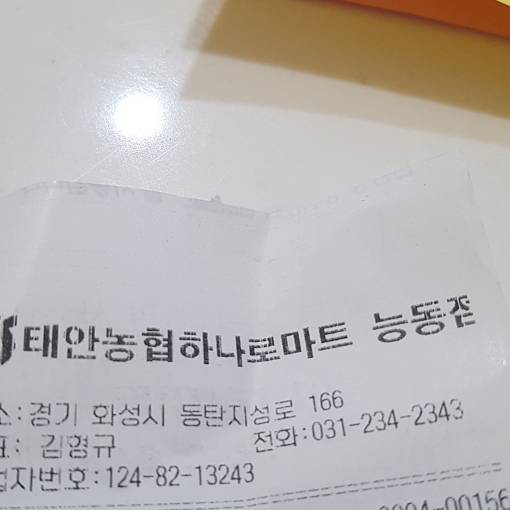 태안농협하나로마트 능동점
소:경기 화성시 동탄지성로 166
표: 김형규 전화:031-234-2343
업자번호:124-82-13243
-00156